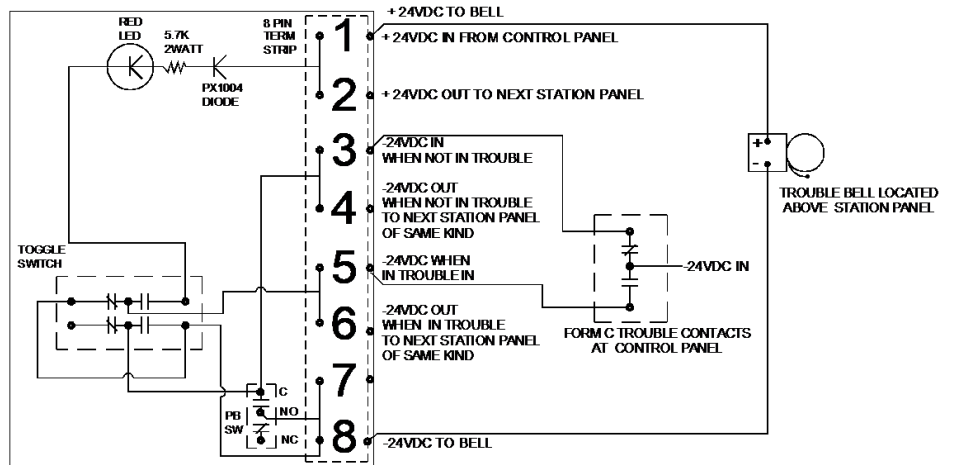 RED
LED
5.7K
2WATT
PX1004
DIODE
8 PIN
TERM
STRIP
+ 24VDC TO BELL
1
+ 24VDC IN FROM CONTROL PANEL
2
+ 24VDC OUT TO NEXT STATION PANEL
3
-24VDC IN
WHEN NOT IN TROUBLE
4
-24VDC OUT
WHEN NOT IN TROUBLE
TO NEXT STATION PANEL
OF SAME KIND
5
-24VDC WHEN
IN TROUBLE IN
6
-24VDC OUT
WHEN IN TROUBLE
TO NEXT STATION PANEL
OF SAME KIND
7
8
-24VDC TO BELL
TOGGLE
SWITCH
C
PB
SW
NO
NC
+
-
TROUBLE BELL LOCATED
ABOVE STATION PANEL
-24VDC IN
FORM C TROUBLE CONTACTS
AT CONTROL PANEL